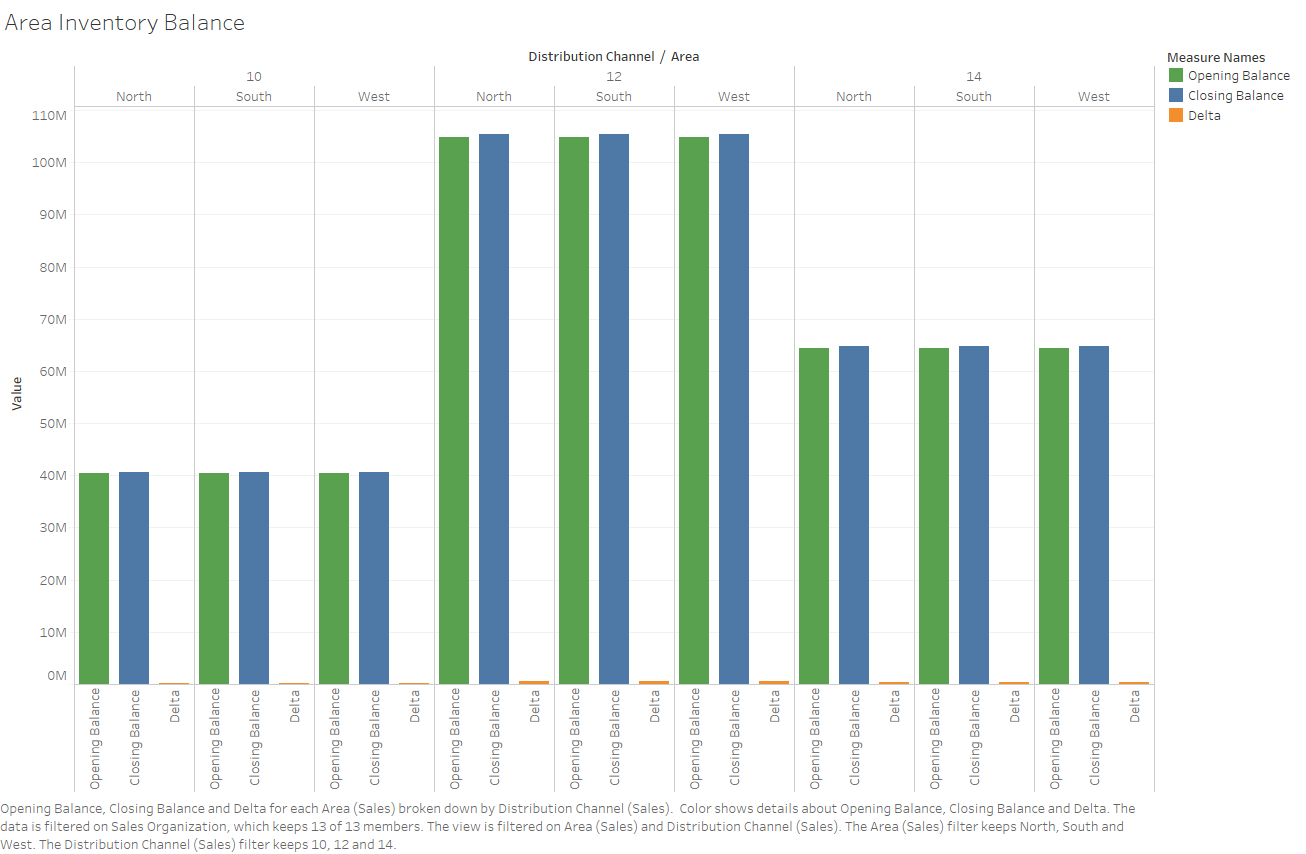 Area Inventory Balance
Distribution Channel / Area
Measure Names
10
12
14
Opening Balance
North
South
West
North
South
West
North
South
West
Closing Balance
Delta
110M
100M
90M
80M
70M
60M
50M
40M
30M
20M
10M
0M
Value
Opening Balance
Closing Balance
Delta
Opening Balance
Closing Balance
Delta
Opening Balance
Closing Balance
Delta
Opening Balance
Closing Balance
Delta
Opening Balance
Closing Balance
Delta
Opening Balance
Closing Balance
Delta
Opening Balance
Closing Balance
Delta
Opening Balance
Closing Balance
Delta
Opening Balance
Closing Balance
Delta
Opening Balance, Closing Balance and Delta for each Area (Sales) broken down by Distribution Channel (Sales).  Color shows details about Opening Balance, Closing Balance and Delta. The
data is filtered on Sales Organization, which keeps 13 of 13 members. The view is filtered on Area (Sales) and Distribution Channel (Sales). The Area (Sales) filter keeps North, South and
West. The Distribution Channel (Sales) filter keeps 10, 12 and 14.